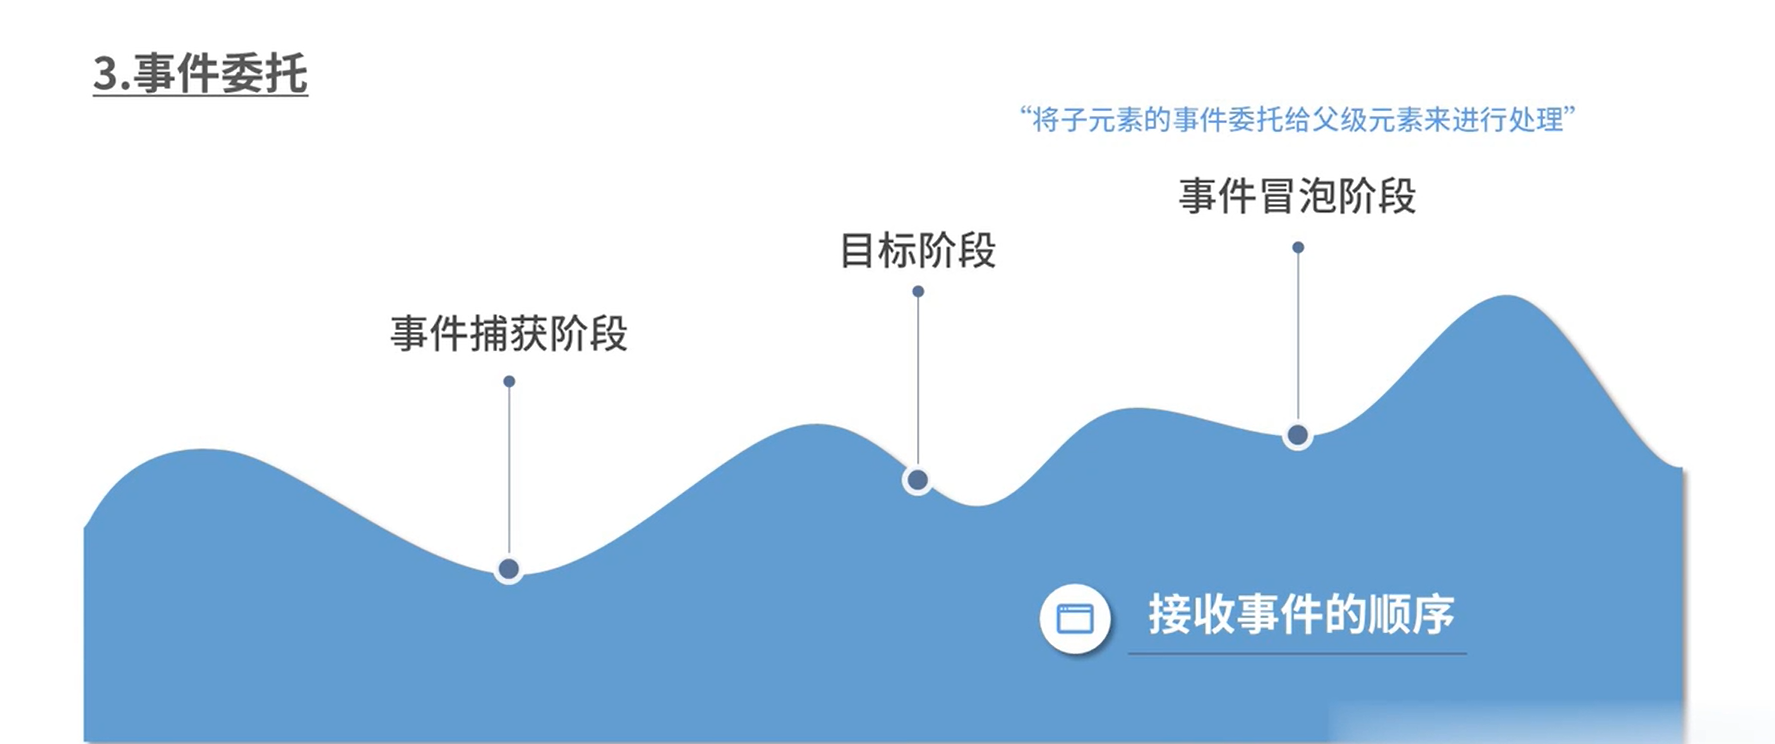 3.事件委托
“将子元素的事件委托给父级元素来进行处理”
事件冒泡阶段
目标阶段
事件捕获阶段
接收事件的顺序